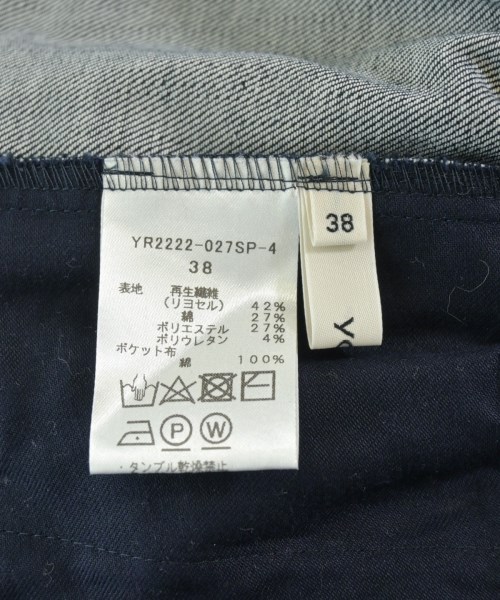 YR2222-027SP-4
38
表地 再生繊維
(リヨセル) 42%
綿 27%
ポリエステル 27%
ポリウレタン 4%
ポケット布
綿 100%
P W
・タンブル乾燥禁止
38